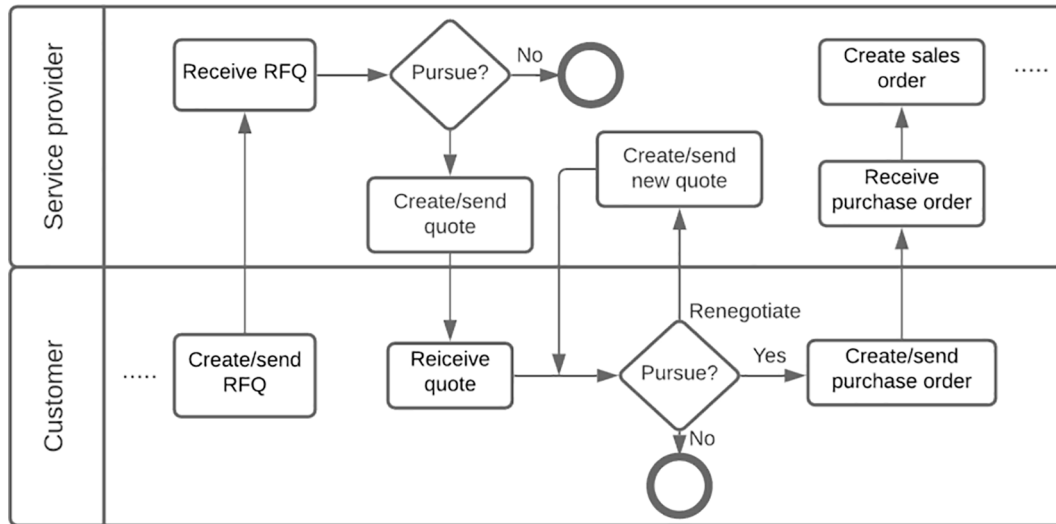 Service provider
Receive RFQ
Pursue?
No
Create/send
quote
Create/send
new quote
Create sales
order
.....
Receive
purchase order
Customer
.....
Create/send
RFQ
Reiceive
quote
Renegotiate
Pursue?
Yes
No
Create/send
purchase order